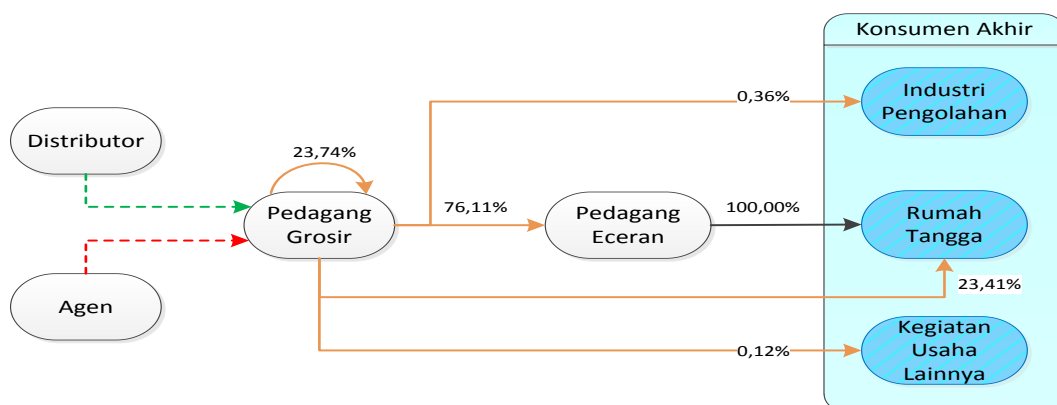 Konsumen Akhir
Industri
Pengolahan
0,36%
Distributor
23,74%
Pedagang
Grosir
76,11%
Pedagang
Eceran
100,00%
Rumah
Tangga
23,41%
Agen
Kegiatan
Usaha
Lainnya
0,12%